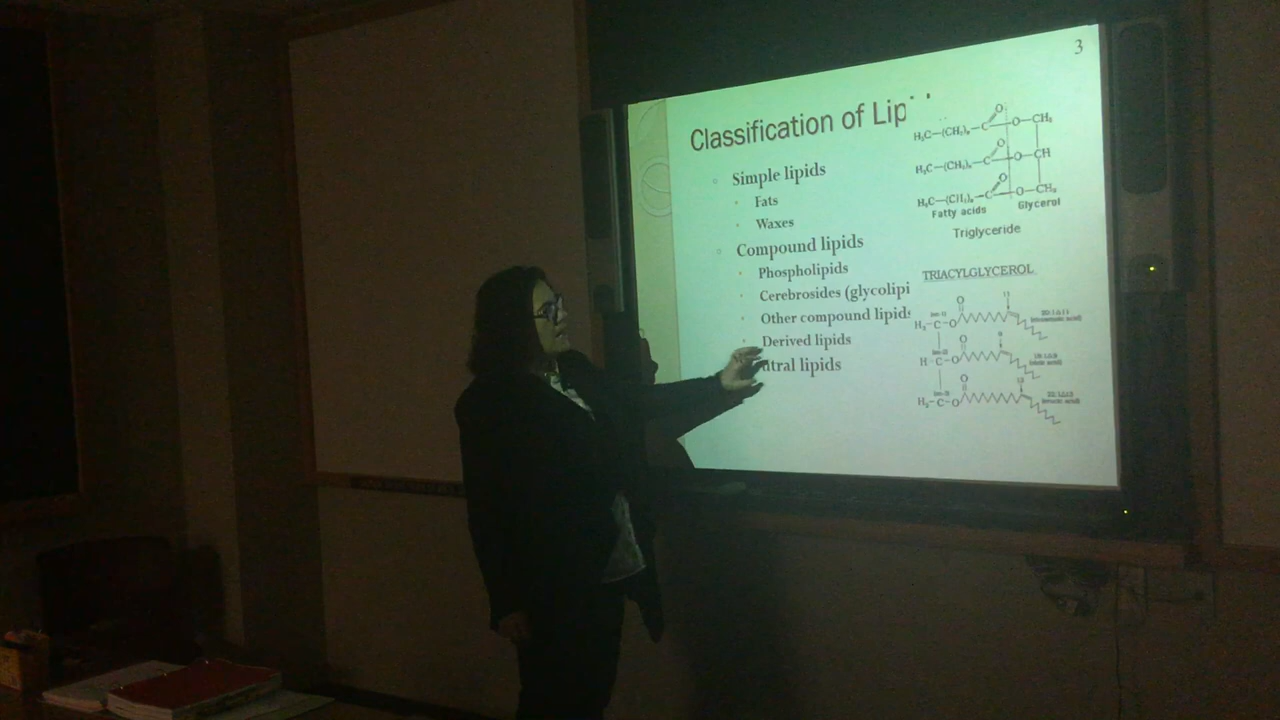 3
Classification of Lip
Simple lipids
Fats
Waxes
Compound lipids
Phospholipids
Cerebrosides (glycolipi
Other compound lipids
Derived lipids
tral lipids
Fatty acids
Glycerol
Triglyceride
TRIACYLGLYCEROL